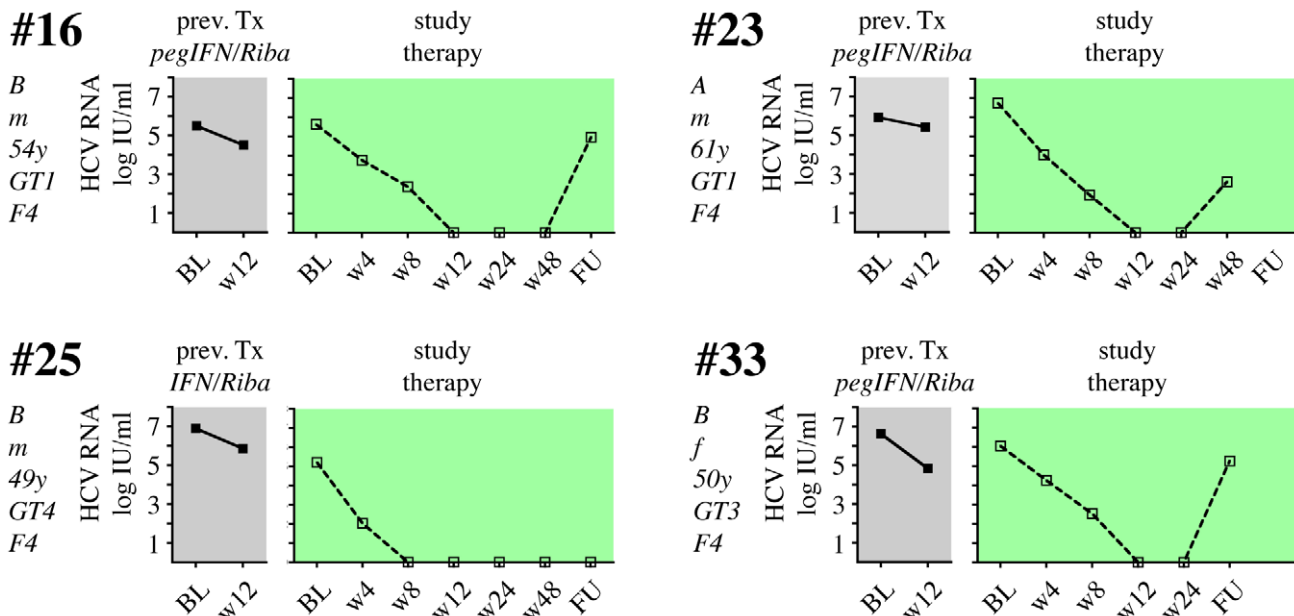 #16
prev. Tx
pegIFN/Riba
study
therapy
B
m
54y
GT1
F4
HCV RNA
log IU/ml
7
5
3
1
BL
w12
BL
w4
w8
w12
w24
w48
FU
#23
prev. Tx
pegIFN/Riba
study
therapy
A
m
61y
GT1
F4
HCV RNA
log IU/ml
7
5
3
1
BL
w12
BL
w4
w8
w12
w24
w48
FU
#25
prev. Tx
IFN/Riba
study
therapy
B
m
49y
GT4
F4
HCV RNA
log IU/ml
7
5
3
1
BL
w12
BL
w4
w8
w12
w24
w48
FU
#33
prev. Tx
pegIFN/Riba
study
therapy
B
f
50y
GT3
F4
HCV RNA
log IU/ml
7
5
3
1
BL
w12
BL
w4
w8
w12
w24
FU